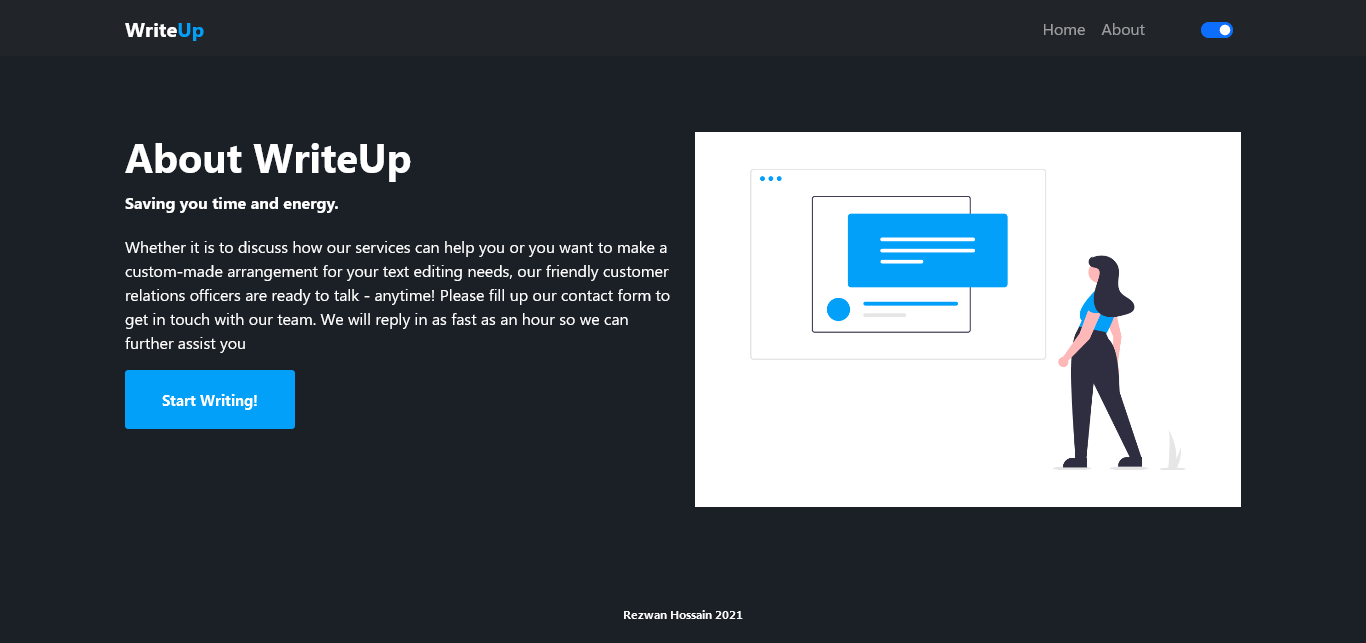 WriteUp
Home About
About WriteUp
Saving you time and energy.
Whether it is to discuss how our services can help you or you want to make a
custom-made arrangement for your text editing needs, our friendly customer
relations officers are ready to talk - anytime! Please fill up our contact form to
get in touch with our team. We will reply in as fast as an hour so we can
further assist you
Start Writing!
Rezwan Hossain 2021